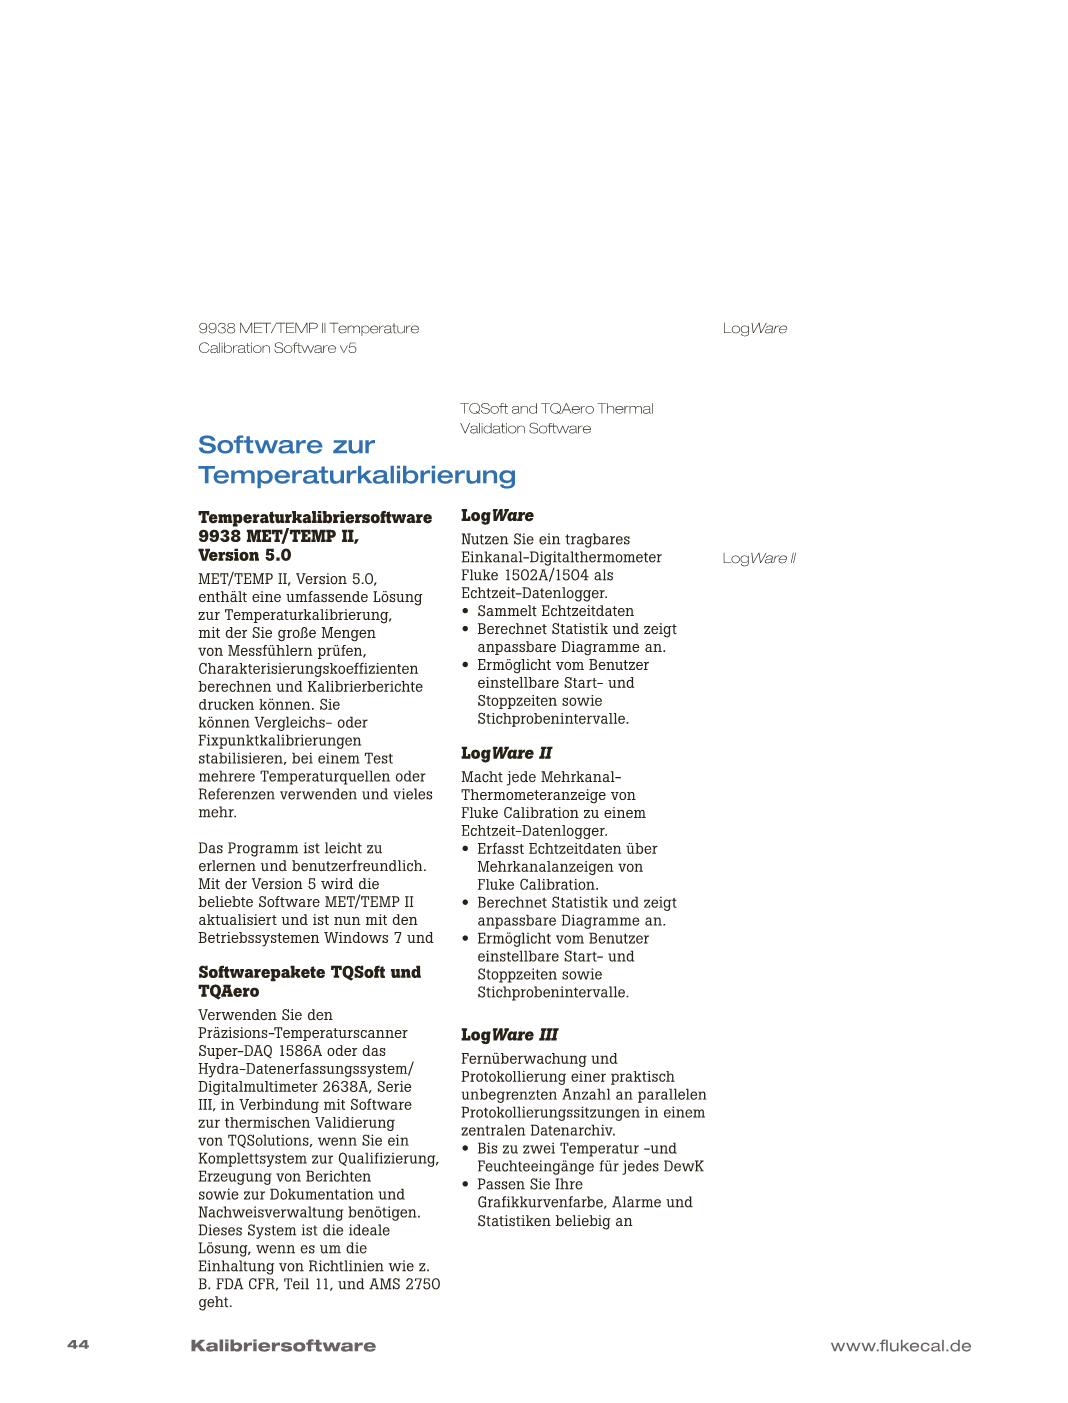 9938 MET/TEMP II Temperature
Calibration Software v5
LogWare
TQSoft and TQAero Thermal
Validation Software
Software zur
Temperaturkalibrierung
Temperaturkalibriersoftware
9938 MET/TEMP II,
Version 5.0
MET/TEMP II, Version 5.0,
enthält eine umfassende Lösung
zur Temperaturkalibrierung,
mit der Sie große Mengen
von Messfühlern prüfen,
Charakterisierungskoeffizienten
berechnen und Kalibrierberichte
drucken können. Sie
können Vergleichs- oder
Fixpunktkalibrierungen
stabilisieren, bei einem Test
mehrere Temperaturquellen oder
Referenzen verwenden und vieles
mehr.
Das Programm ist leicht zu
erlernen und benutzerfreundlich.
Mit der Version 5 wird die
beliebte Software MET/TEMP II
aktualisiert und ist nun mit den
Betriebssystemen Windows 7 und
Softwarepakete TQSoft und
TQAero
Verwenden Sie den
Präzisions-Temperaturscanner
Super-DAQ 1586A oder das
Hydra-Datenerfassungssystem/
Digitalmultimeter 2638A, Serie
III, in Verbindung mit Software
zur thermischen Validierung
von TQSolutions, wenn Sie ein
Komplettsystem zur Qualifizierung,
Erzeugung von Berichten
sowie zur Dokumentation und
Nachweisverwaltung benötigen.
Dieses System ist die ideale
Lösung, wenn es um die
Einhaltung von Richtlinien wie z.
B. FDA CFR, Teil 11, und AMS 2750
geht.
LogWare
Nutzen Sie ein tragbares
Einkanal-Digitalthermometer
Fluke 1502A/1504 als
Echtzeit-Datenlogger.
• Sammelt Echtzeitdaten
• Berechnet Statistik und zeigt
anpassbare Diagramme an.
• Ermöglicht vom Benutzer
einstellbare Start- und
Stoppzeiten sowie
Stichprobenintervalle.
LogWare II
Macht jede Mehrkanal-
Thermometeranzeige von
Fluke Calibration zu einem
Echtzeit-Datenlogger.
• Erfasst Echtzeitdaten über
Mehrkanalanzeigen von
Fluke Calibration.
• Berechnet Statistik und zeigt
anpassbare Diagramme an.
• Ermöglicht vom Benutzer
einstellbare Start- und
Stoppzeiten sowie
Stichprobenintervalle.
LogWare III
Fernüberwachung und
Protokollierung einer praktisch
unbegrenzten Anzahl an parallelen
Protokollierungssitzungen in einem
zentralen Datenarchiv.
• Bis zu zwei Temperatur -und
Feuchteeingänge für jedes DewK
• Passen Sie Ihre
Grafikkurvenfarbe, Alarme und
Statistiken beliebig an
LogWare II
44
Kalibriersoftware
www.flukecal.de